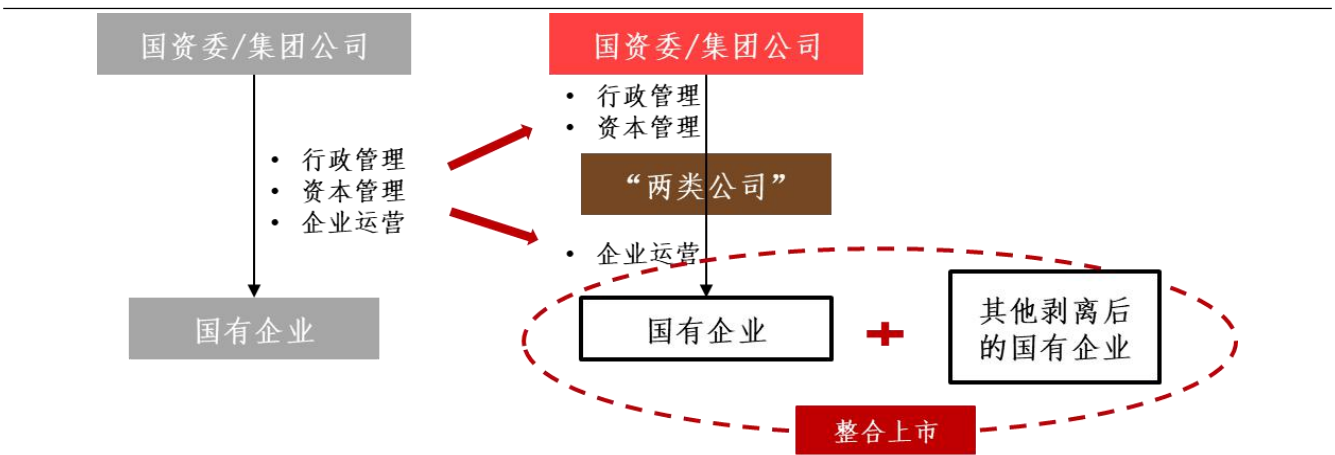 国资委/集团公司
• 行政管理
• 资本管理
• 企业运营
国有企业
国资委/集团公司
• 行政管理
• 资本管理
“两类公司”
• 企业运营
国有企业
+
其他剥离后
的国有企业
整合上市